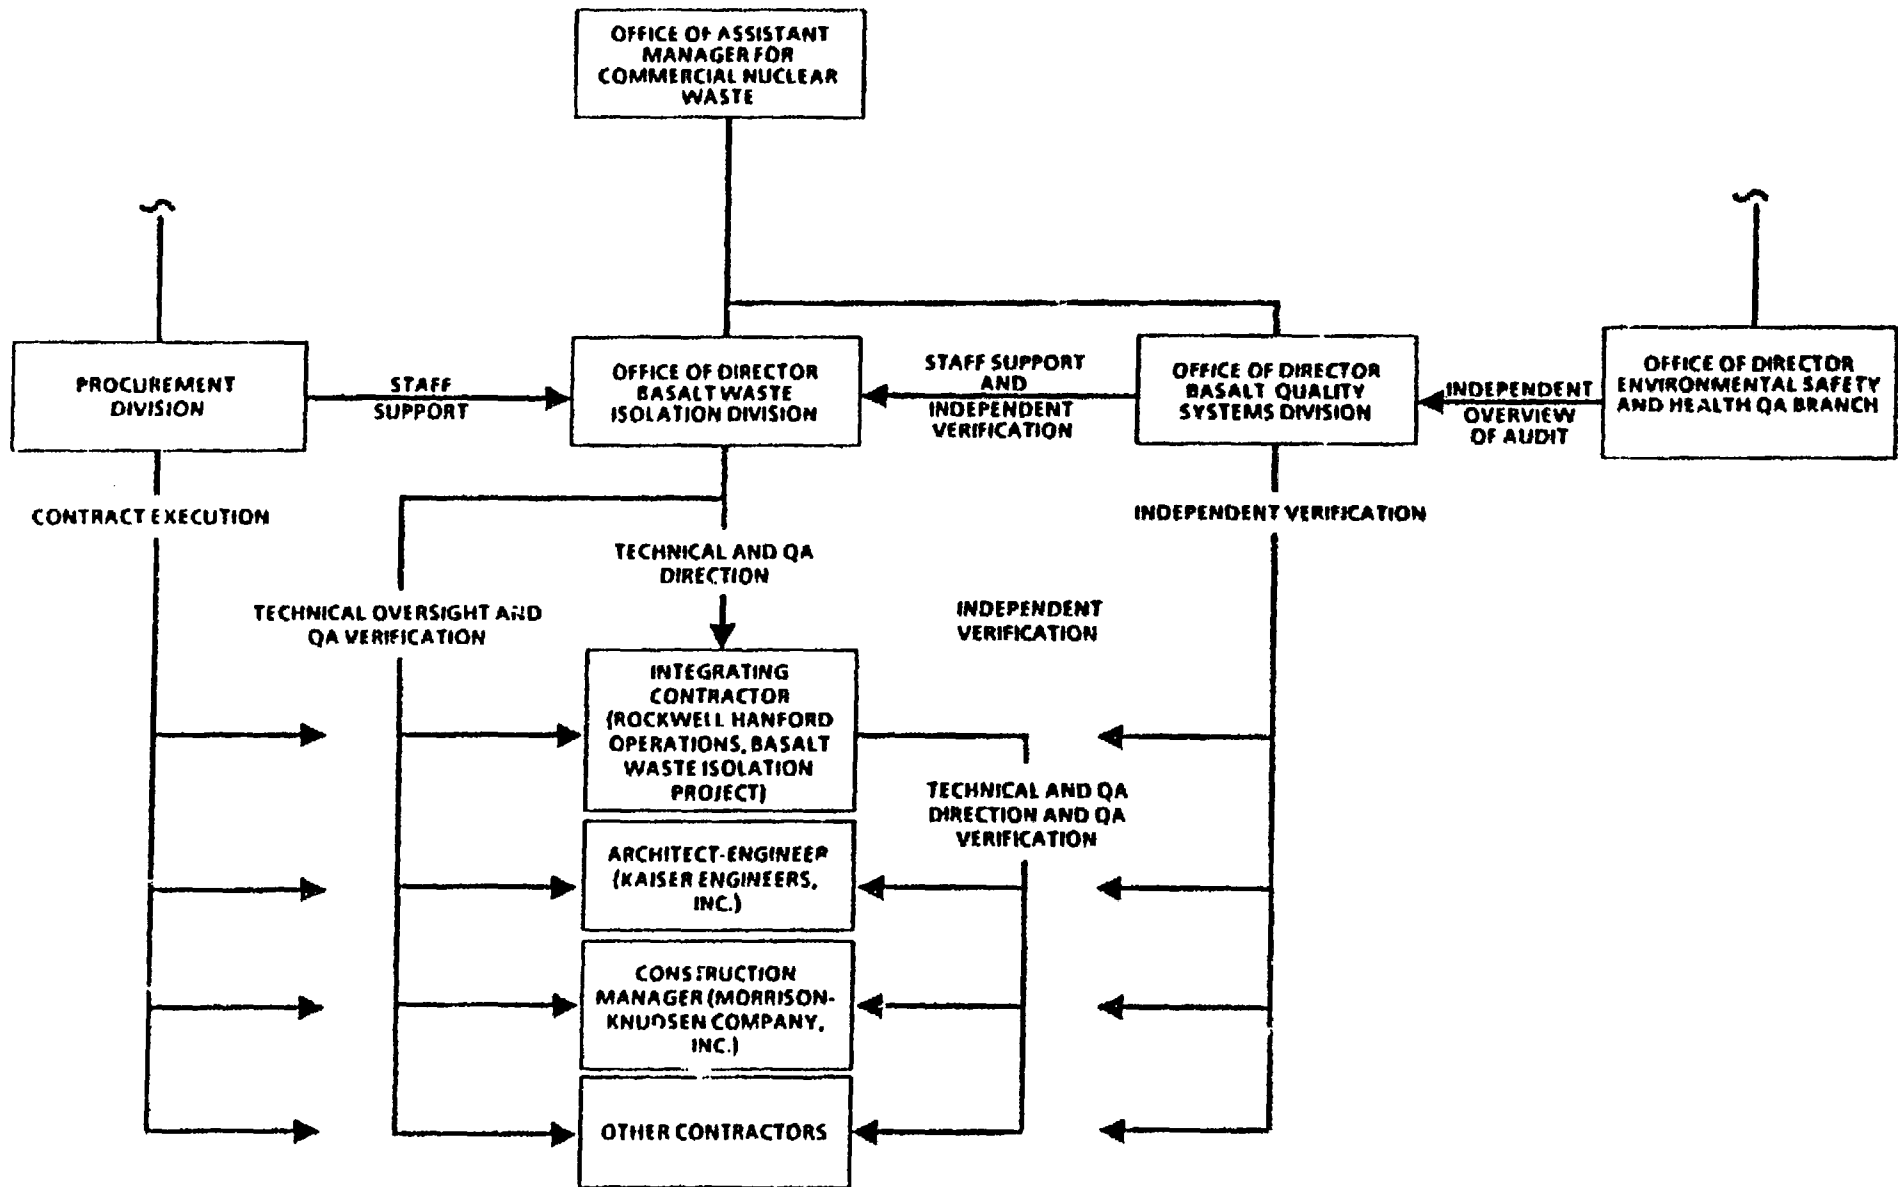 OFFICE OF ASSISTANT
MANAGER FOR
COMMERCIAL NUCLEAR
WASTE
PROCUREMENT
DIVISION
STAFF
SUPPORT
OFFICE OF DIRECTOR
BASALT WASTE
ISOLATION DIVISION
STAFF SUPPORT
AND
INDEPENDENT
VERIFICATION
OFFICE OF DIRECTOR
BASALT QUALITY
SYSTEMS DIVISION
INDEPENDENT
OVERVIEW
OF AUDIT
OFFICE OF DIRECTOR
ENVIRONMENTAL SAFETY
AND HEALTH QA BRANCH
CONTRACT EXECUTION
INDEPENDENT VERIFICATION
TECHNICAL AND QA
DIRECTION
TECHNICAL OVERSIGHT AND
QA VERIFICATION
INDEPENDENT
VERIFICATION
INTEGRATING
CONTRACTOR
(ROCKWELL HANFORD
OPERATIONS, BASALT
WASTE ISOLATION
PROJECT)
TECHNICAL AND QA
DIRECTION AND QA
VERIFICATION
ARCHITECT-ENGINEER
(KAISER ENGINEERS,
INC.)
CONSTRUCTION
MANAGER (MORRISON-
KNUDSEN COMPANY,
INC.)
OTHER CONTRACTORS